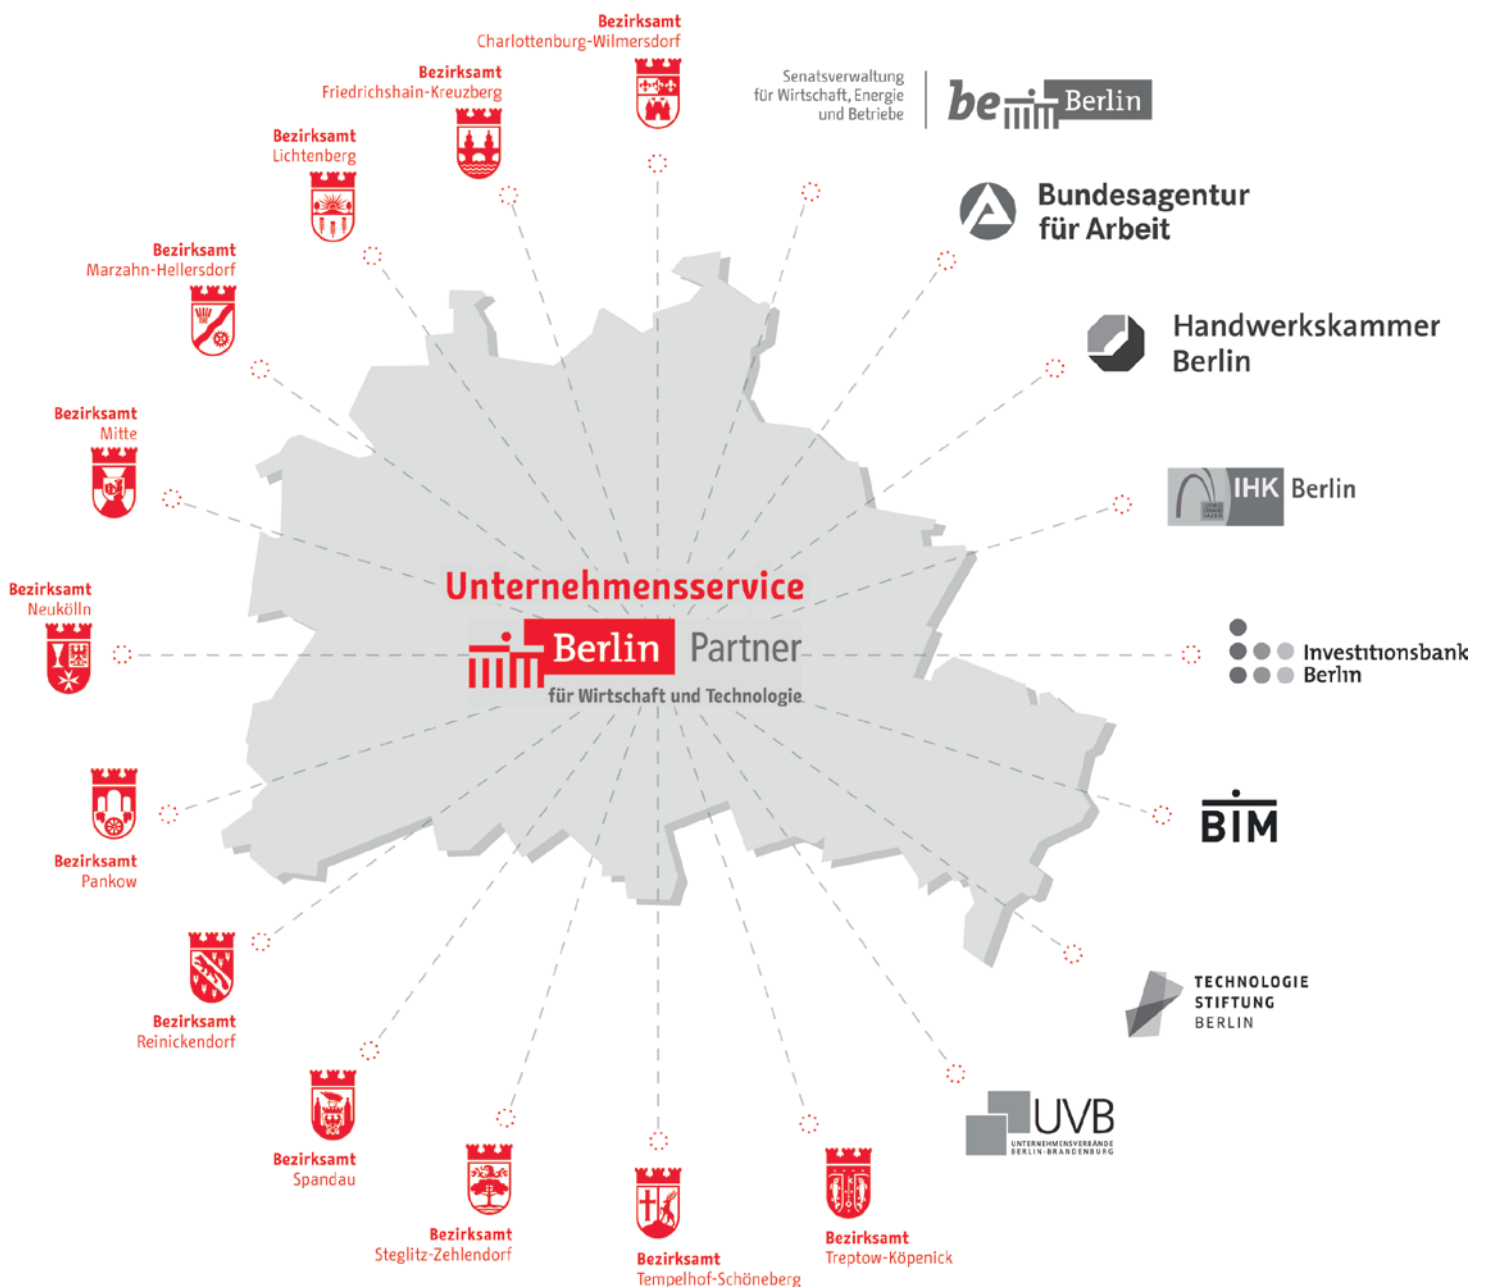 Bezirksamt
Charlottenburg-Wilmersdorf
Bezirksamt
Friedrichshain-Kreuzberg
Bezirksamt
Lichtenberg
Bezirksamt
Marzahn-Hellersdorf
Bezirksamt
Mitte
Bezirksamt
Neukölln
Bezirksamt
Pankow
Bezirksamt
Reinickendorf
Bezirksamt
Spandau
Bezirksamt
Steglitz-Zehlendorf
Bezirksamt
Tempelhof-Schöneberg
Bezirksamt
Treptow-Köpenick
Unternehmensservice
Berlin Partner
für Wirtschaft und Technologie
Senatsverwaltung
für Wirtschaft, Energie
und Betriebe
be Berlin
Bundesagentur
für Arbeit
Handwerkskammer
Berlin
IHK Berlin
Investitionsbank
Berlin
BIM
TECHNOLOGIE
STIFTUNG
BERLIN
UVB
UNTERNEHMENSVERBÄNDE
BERLIN-BRANDENBURG